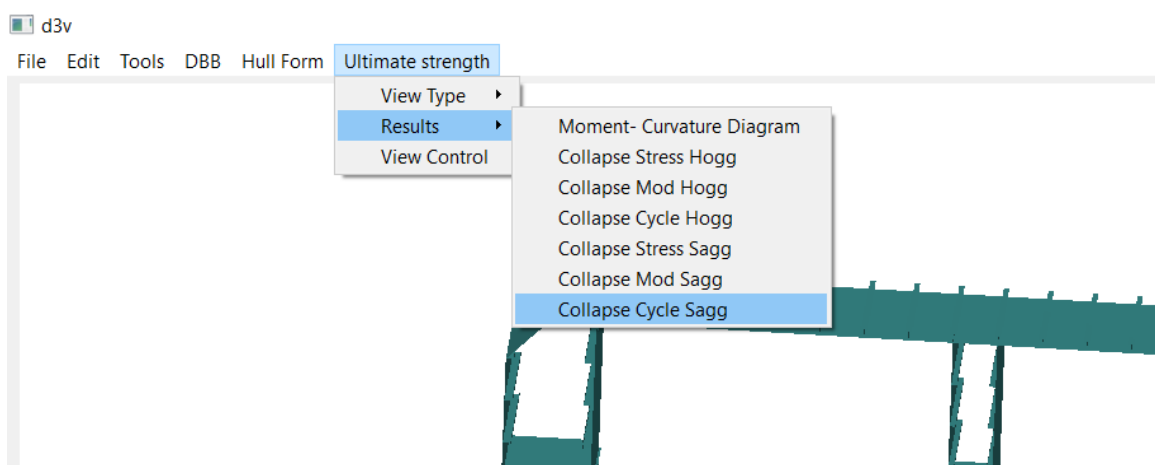 d3v
File Edit Tools DBB Hull Form Ultimate strength
View Type
Results
View Control
Moment- Curvature Diagram
Collapse Stress Hogg
Collapse Mod Hogg
Collapse Cycle Hogg
Collapse Stress Sagg
Collapse Mod Sagg
Collapse Cycle Sagg